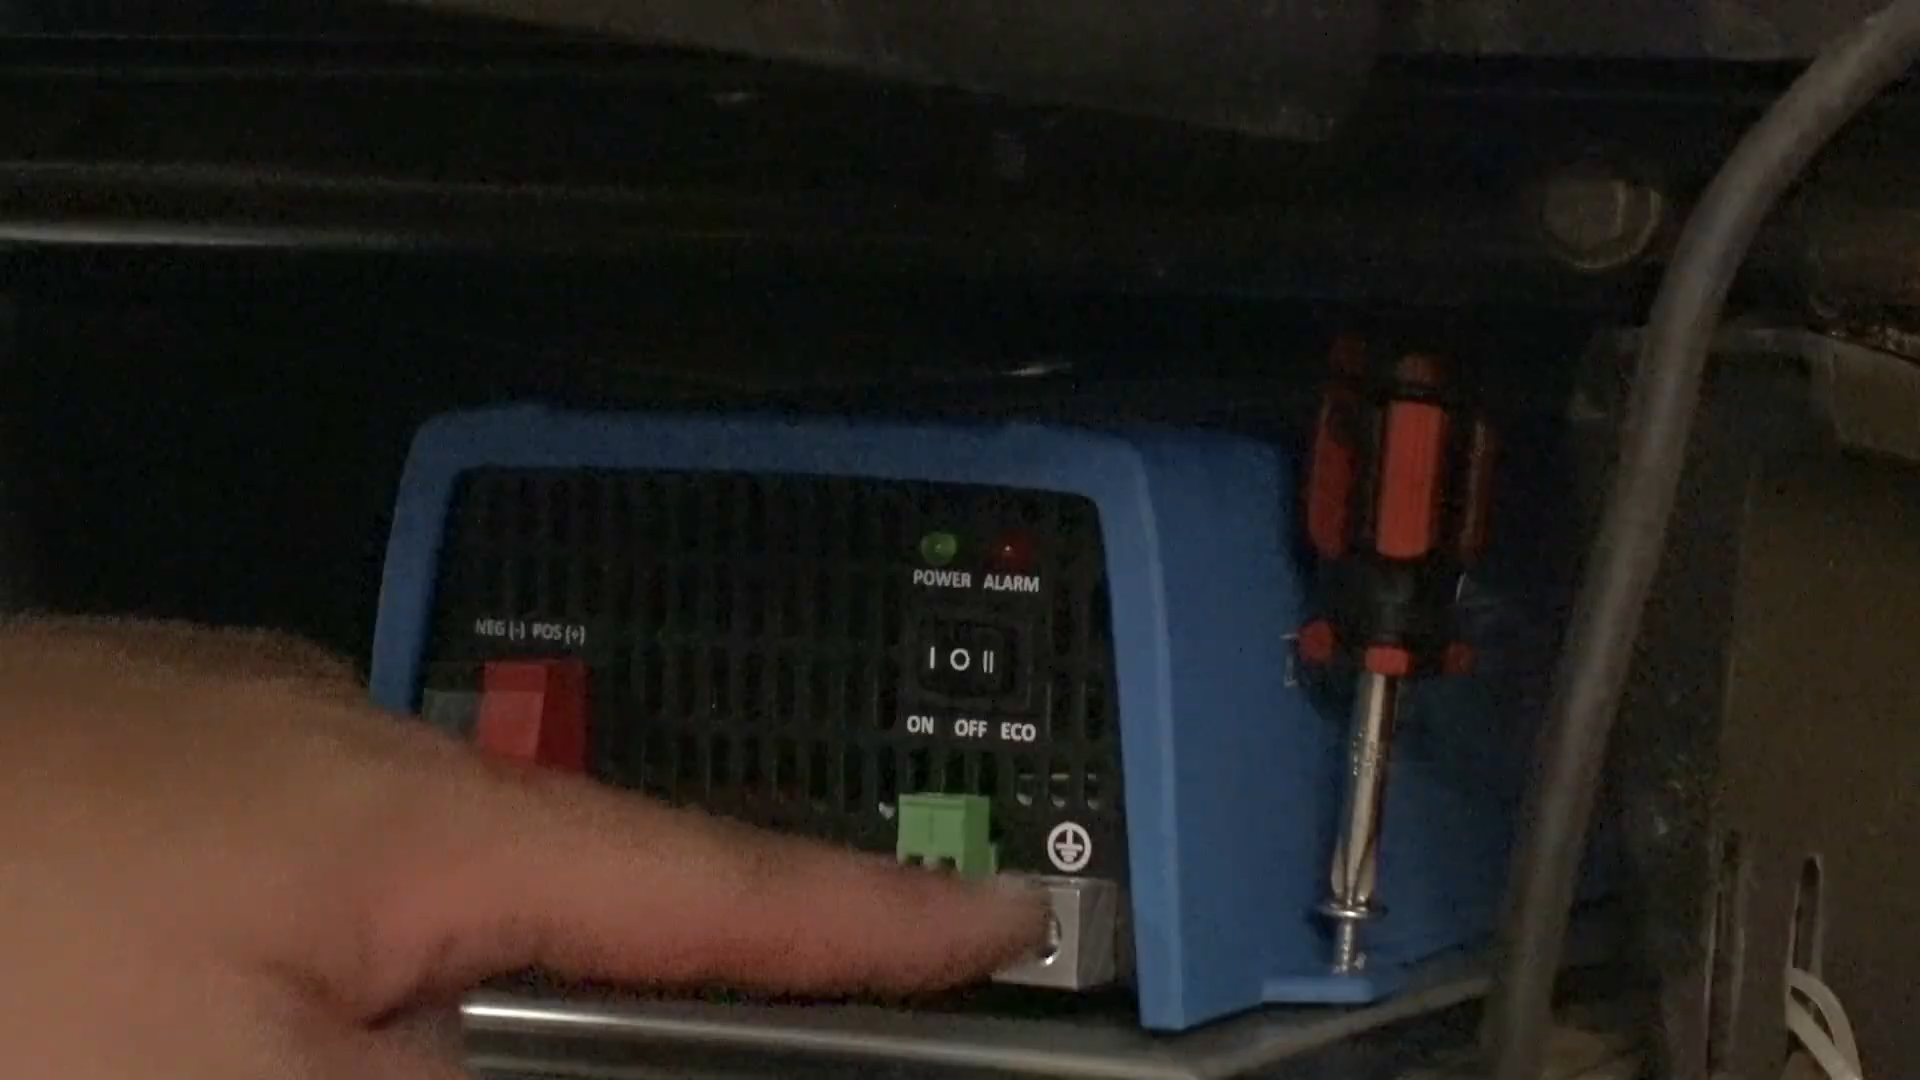 POWER ALARM
NEG (-) POS (+)
I O II
ON OFF ECO